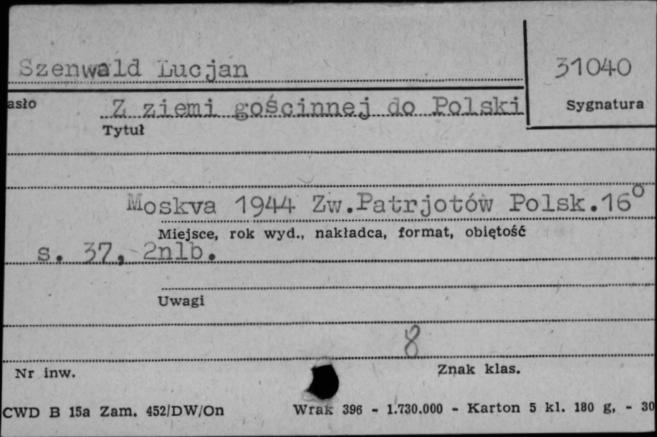 Szenwald Lucjan
31040
asło
Z ziemi gościnnej do Polski
Sygnatura
Tytuł
Moskva 1944 Zw.Patrjotów Polsk.16°
Miejsce, rok wyd., nakładca, format, objętość
s. 37, 2nlb.
Uwagi
8
Nr inw.
Znak klas.
CWD B 15a Zam. 452/DW/On Wrak 396 - 1.730.000 - Karton 5 kl. 180 g, - 30